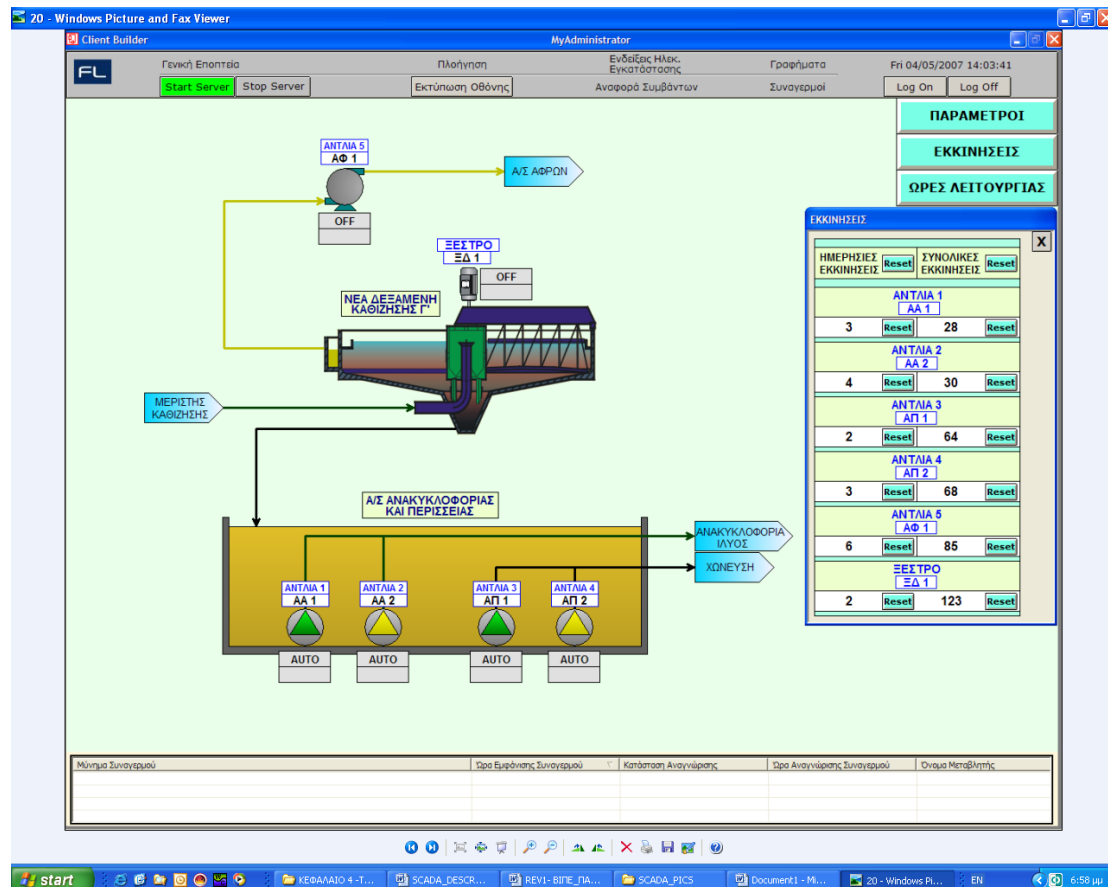 20 - Windows Picture and Fax Viewer
Client Builder
MyAdministrator
FL
Γενική Εποπτεία
Πλοήγηση
Ενδείξεις Ηλεκ.
Εγκατάστασης
Γραφήματα
Fri 04/05/2007 14:03:41
Start Server
Stop Server
Εκτύπωση Οθόνης
Αναφορά Συμβάντων
Συναγερμοί
Log On
Log Off
ΠΑΡΑΜΕΤΡΟΙ
ΕΚΚΙΝΗΣΕΙΣ
ΩΡΕΣ ΛΕΙΤΟΥΡΓΙΑΣ
ΑΝΤΛΙΑ 5
ΑΦ 1
OFF
Α/Σ ΑΦΡΩΝ
ΞΕΣΤΡΟ
ΞΔ 1
OFF
ΝΕΑ ΔΕΞΑΜΕΝΗ
ΚΑΘΙΖΗΣΗΣ Γ'
ΜΕΡΙΣΤΗΣ
ΚΑΘΙΖΗΣΗΣ
Α/Σ ΑΝΑΚΥΚΛΟΦΟΡΙΑΣ
ΚΑΙ ΠΕΡΙΣΣΕΙΑΣ
ΑΝΑΚΥΚΛΟΦΟΡΙΑ
ΙΛΥΟΣ
ΧΩΝΕΥΣΗ
ΑΝΤΛΙΑ 1
ΑΑ 1
AUTO
ΑΝΤΛΙΑ 2
ΑΑ 2
AUTO
ΑΝΤΛΙΑ 3
ΑΠ 1
AUTO
ΑΝΤΛΙΑ 4
ΑΠ 2
AUTO
ΕΚΚΙΝΗΣΕΙΣ
X
ΗΜΕΡΗΣΙΕΣ
ΕΚΚΙΝΗΣΕΙΣ
Reset
ΣΥΝΟΛΙΚΕΣ
ΕΚΚΙΝΗΣΕΙΣ
Reset
ΑΝΤΛΙΑ 1
ΑΑ 1
3 Reset 28 Reset
ΑΝΤΛΙΑ 2
ΑΑ 2
4 Reset 30 Reset
ΑΝΤΛΙΑ 3
ΑΠ 1
2 Reset 64 Reset
ΑΝΤΛΙΑ 4
ΑΠ 2
3 Reset 68 Reset
ΑΝΤΛΙΑ 5
ΑΦ 1
6 Reset 85 Reset
ΞΕΣΤΡΟ
ΞΔ 1
2 Reset 123 Reset
Μύνημα Συναγερμού
Ώρα Εμφάνισης Συναγερμού
Κατάσταση Αναγνώρισης
Ώρα Αναγνώρισης Συναγερμού
Όνομα Μεταβλητής
start
ΚΕΦΑΛΑΙΟ 4 -Τ...
SCADA_DESCR...
REV1- ΒΙΠΕ_ΠΑ...
SCADA_PICS
Document1 - Mi...
20 - Windows Pi...
EN
6:58 μμ